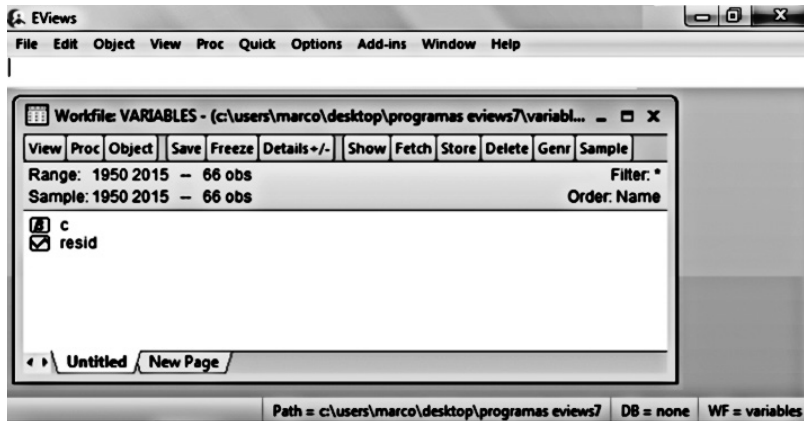 EViews
File Edit Object View Proc Quick Options Add-ins Window Help
Workfile: VARIABLES - (c:\users\marco\desktop\programas eviews7\variabl...
View Proc Object Save Freeze Details+/- Show Fetch Store Delete Genr Sample
Range: 1950 2015 -- 66 obs Filter: *
Sample: 1950 2015 -- 66 obs Order: Name
c
resid
Untitled New Page
Path = c:\users\marco\desktop\programas eviews7 DB = none WF = variables